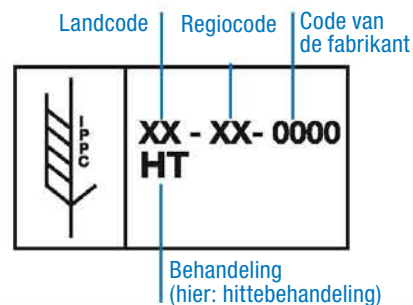 Landcode Regiocode Code van
de fabrikant
IPPC
XX - XX- 0000
HT
Behandeling
(hier: hittebehandeling)